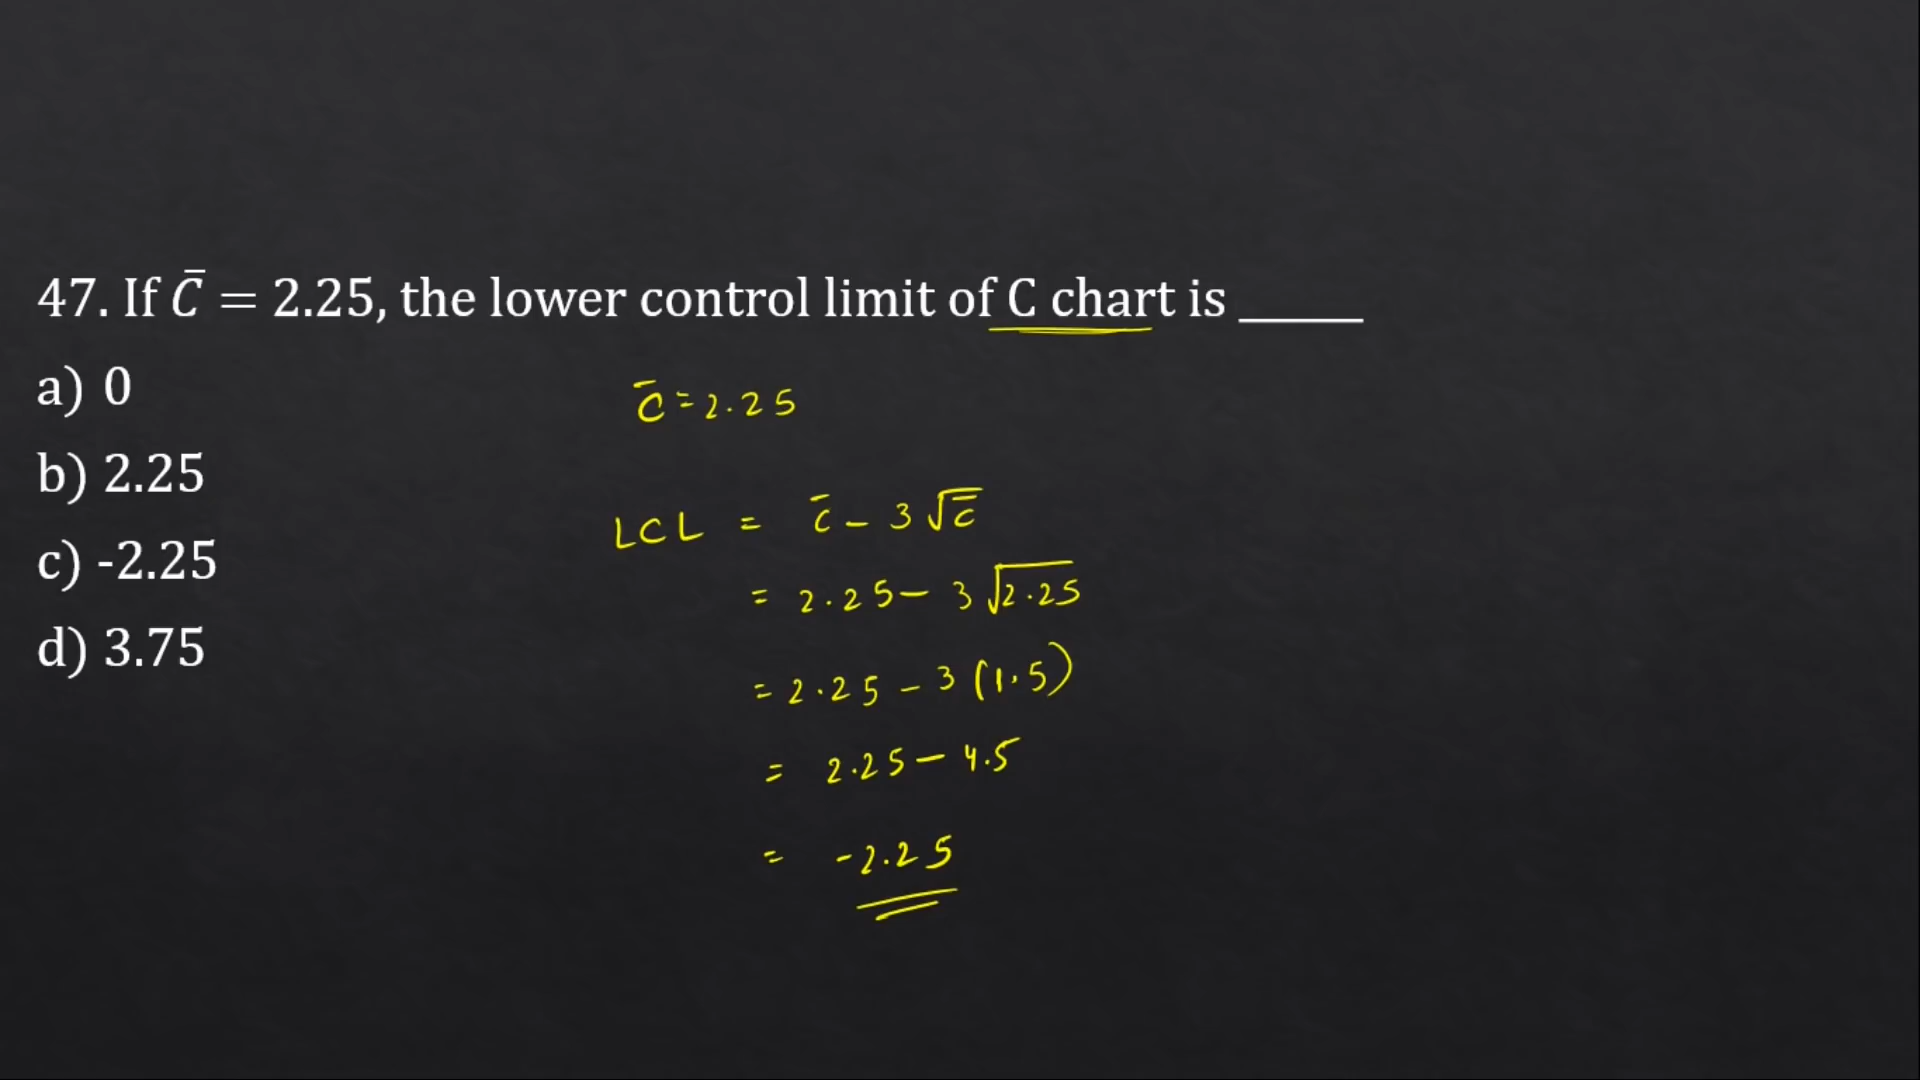 47. If C̄ = 2.25, the lower control limit of C chart is _____
a) 0
b) 2.25
c) -2.25
d) 3.75
c̄ = 2.25
LCL = c̄ - 3√c̄
= 2.25 - 3√2.25
= 2.25 - 3(1.5)
= 2.25 - 4.5
= -2.25